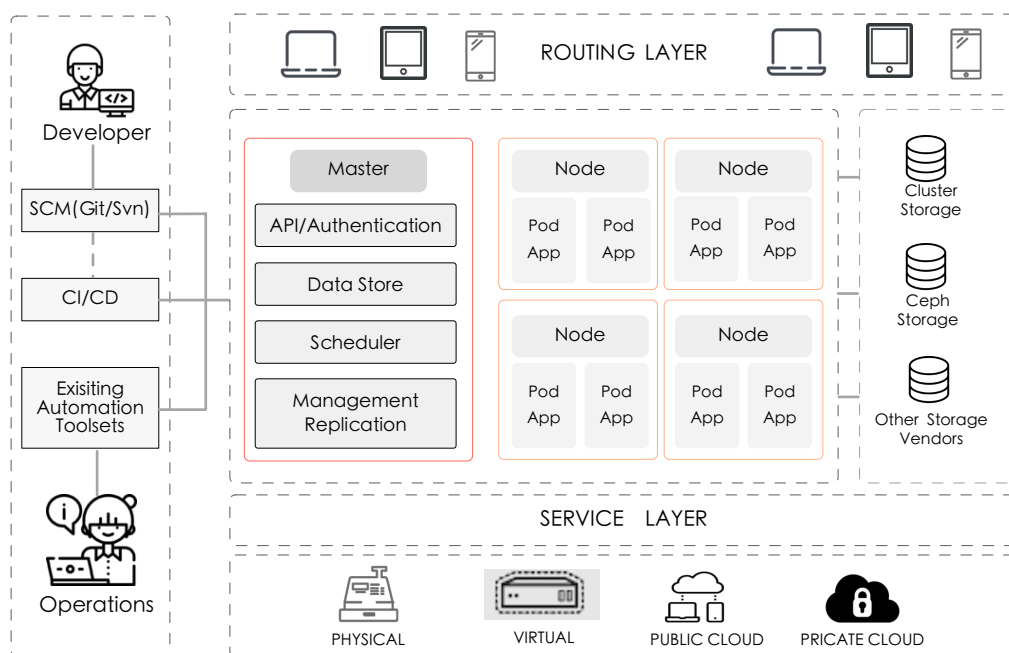 Developer
SCM(Git/Svn)
CI/CD
Exisiting
Automation
Toolsets
Operations
ROUTING LAYER
Master
API/Authentication
Data Store
Scheduler
Management
Replication
Node
Pod
App
Pod
App
Node
Pod
App
Pod
App
Node
Pod
App
Pod
App
Node
Pod
App
Pod
App
Cluster
Storage
Ceph
Storage
Other Storage
Vendors
SERVICE LAYER
PHYSICAL
VIRTUAL
PUBLIC CLOUD
PRICATE CLOUD